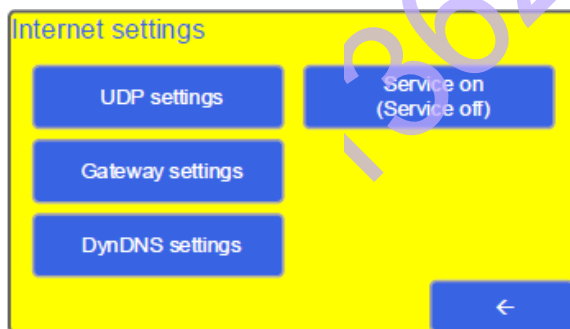 Internet settings
UDP settings
Service on
(Service off)
Gateway settings
DynDNS settings
←